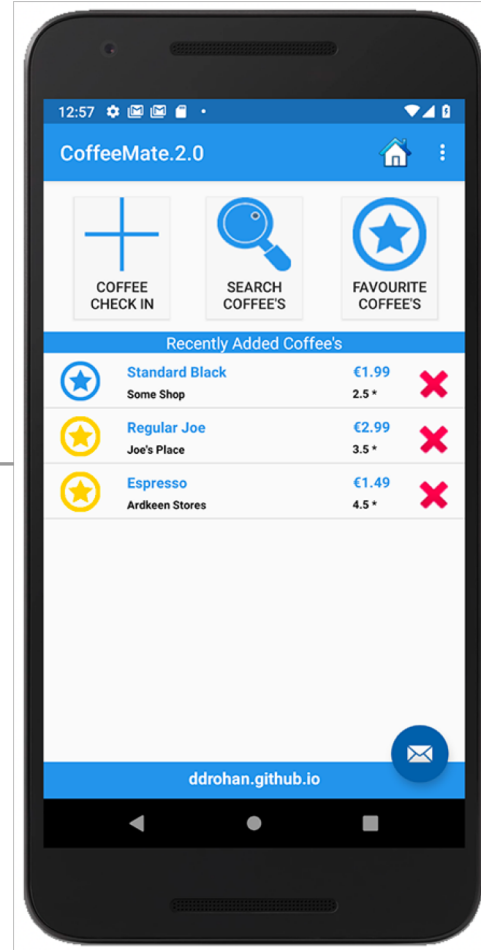 12:57
CoffeeMate.2.0
COFFEE
CHECK IN
SEARCH
COFFEE'S
FAVOURITE
COFFEE'S
Recently Added Coffee's
Standard Black €1.99
Some Shop 2.5 *
Regular Joe €2.99
Joe's Place 3.5 *
Espresso €1.49
Ardkeen Stores 4.5 *
ddrohan.github.io